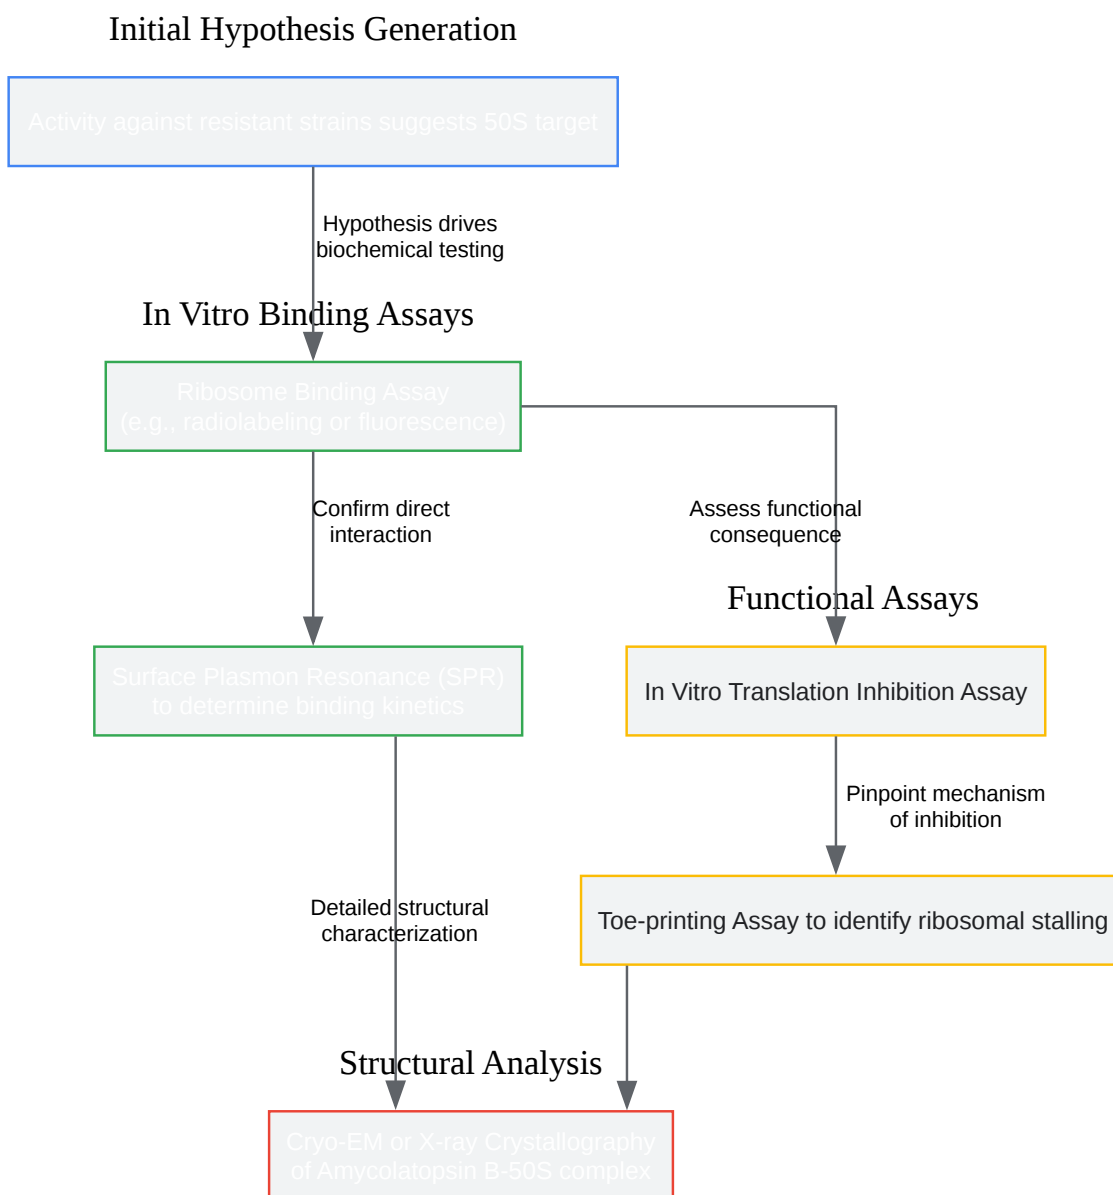 Initial Hypothesis Generation
Activity against resistant strains suggests 50S target
Hypothesis drives
biochemical testing
In Vitro Binding Assays
Ribosome Binding Assay
(e.g., radiolabeling or fluorescence)
Confirm direct
interaction
Assess functional
consequence
Functional Assays
Surface Plasmon Resonance (SPR)
to determine binding kinetics
In Vitro Translation Inhibition Assay
Pinpoint mechanism
of inhibition
Toe-printing Assay to identify ribosomal stalling
Detailed structural
characterization
Structural Analysis
Cryo-EM or X-ray Crystallography
of Amycolatopsin B-50S complex